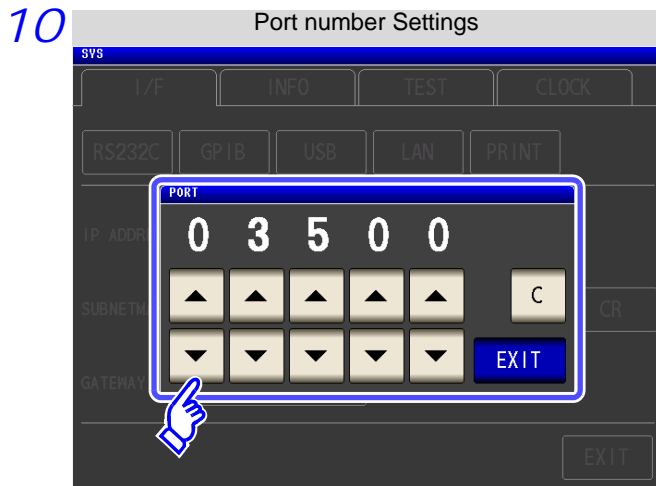 10
Port number Settings
SYS
I/F INFO TEST CLOCK
RS232C GPIB USB LAN PRINT
PORT
IP ADDR
0 3 5 0 0
C
SUBNETM
CR
EXIT
GATEWAY
EXIT